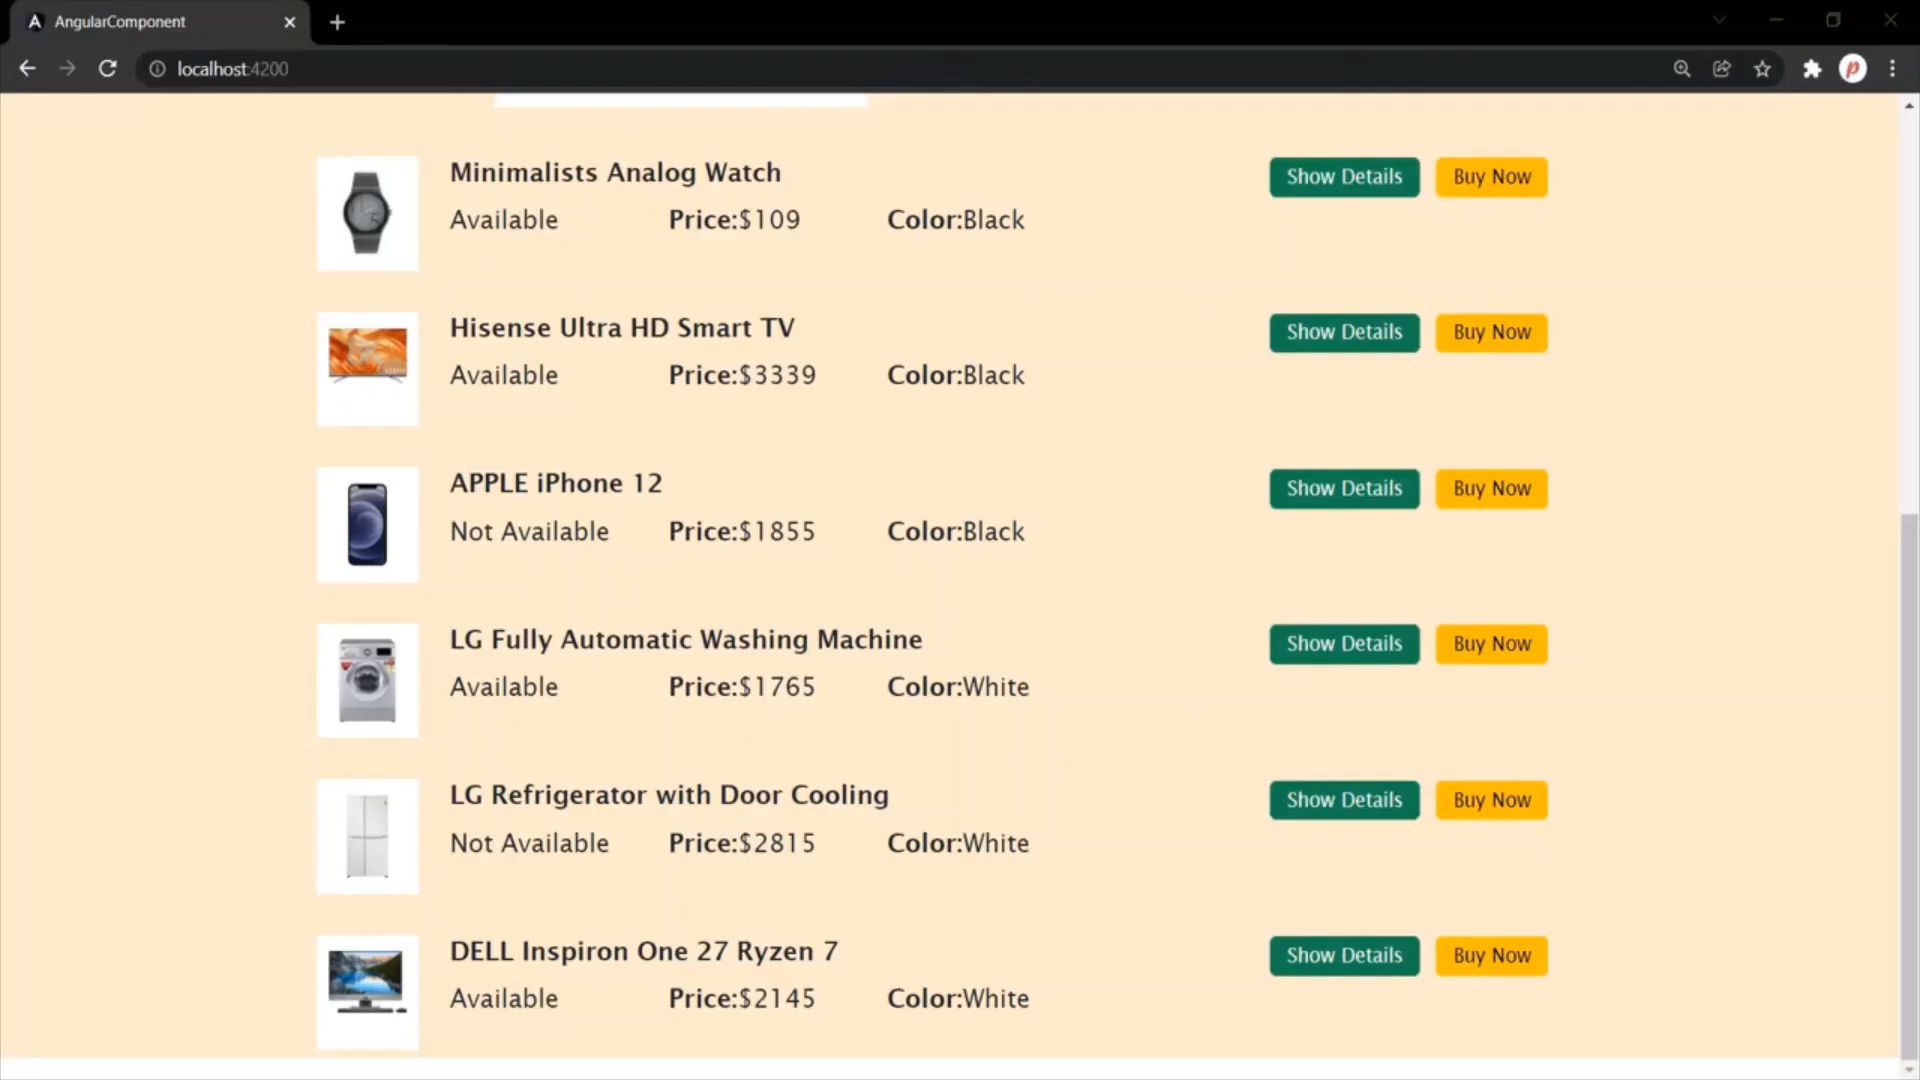 AngularComponent
localhost:4200
Minimalists Analog Watch
Available Price:$109 Color:Black
Show Details Buy Now
Hisense Ultra HD Smart TV
Available Price:$3339 Color:Black
Show Details Buy Now
APPLE iPhone 12
Not Available Price:$1855 Color:Black
Show Details Buy Now
LG Fully Automatic Washing Machine
Available Price:$1765 Color:White
Show Details Buy Now
LG Refrigerator with Door Cooling
Not Available Price:$2815 Color:White
Show Details Buy Now
DELL Inspiron One 27 Ryzen 7
Available Price:$2145 Color:White
Show Details Buy Now